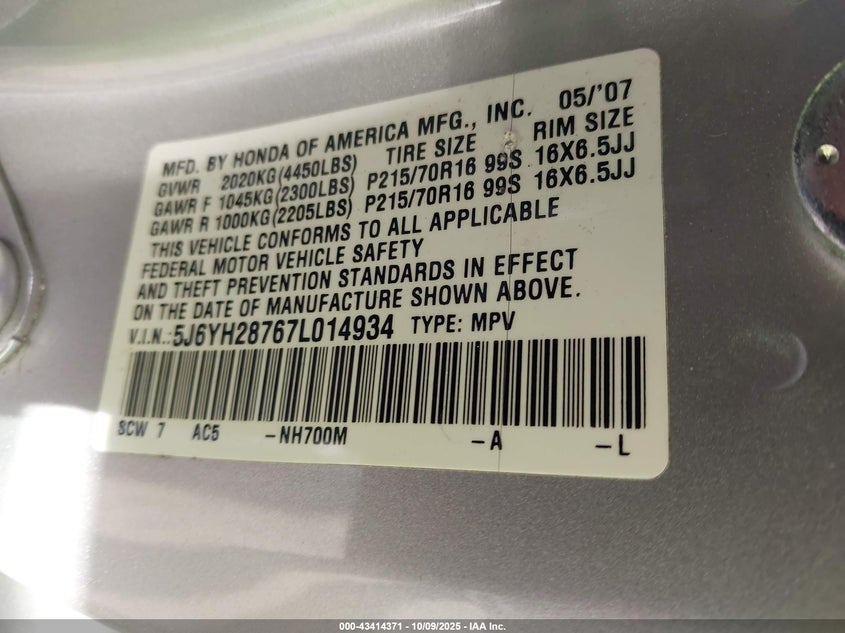 MFD. BY HONDA OF AMERICA MFG., INC. 05/'07
GVWR 2020KG(4450LBS) TIRE SIZE RIM SIZE
GAWR F 1045KG(2300LBS) P215/70R16 99S 16X6.5JJ
GAWR R 1000KG(2205LBS) P215/70R16 99S 16X6.5JJ
THIS VEHICLE CONFORMS TO ALL APPLICABLE
FEDERAL MOTOR VEHICLE SAFETY
AND THEFT PREVENTION STANDARDS IN EFFECT
ON THE DATE OF MANUFACTURE SHOWN ABOVE.
V.I.N.:5J6YH28767L014934 TYPE: MPV
SCW 7 AC5 -NH700M -A -L
000-43414371 - 10/09/2025 - IAA Inc.